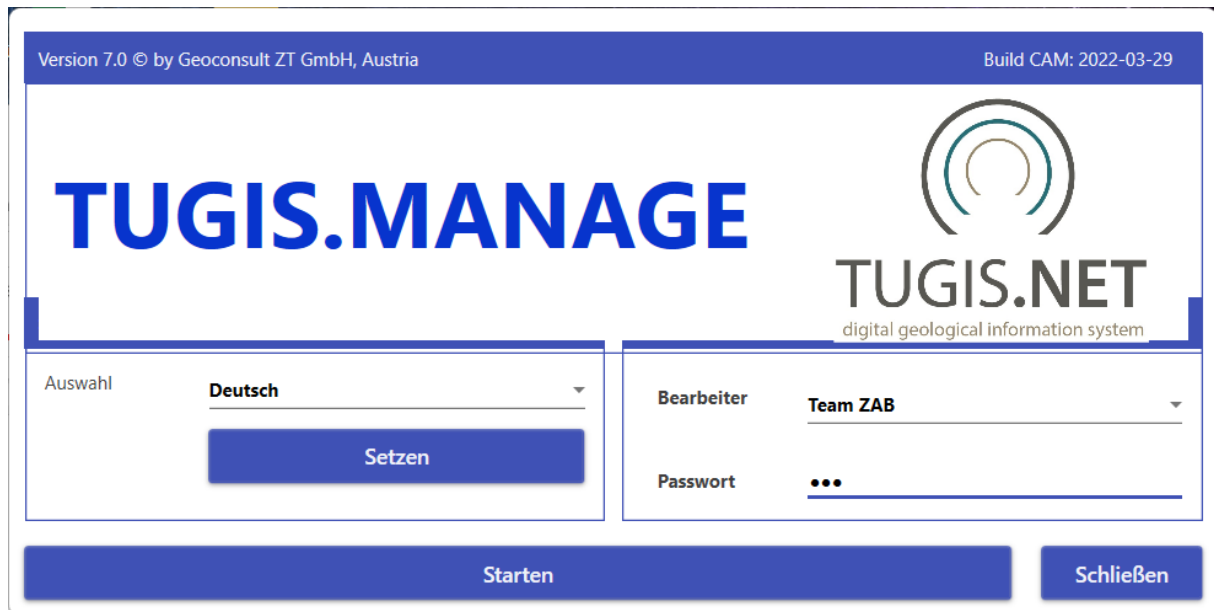 Version 7.0 © by Geoconsult ZT GmbH, Austria
Build CAM: 2022-03-29
TUGIS.MANAGE
TUGIS.NET
digital geological information system
Auswahl
Deutsch
Setzen
Bearbeiter
Team ZAB
Passwort
•••
Starten
Schließen